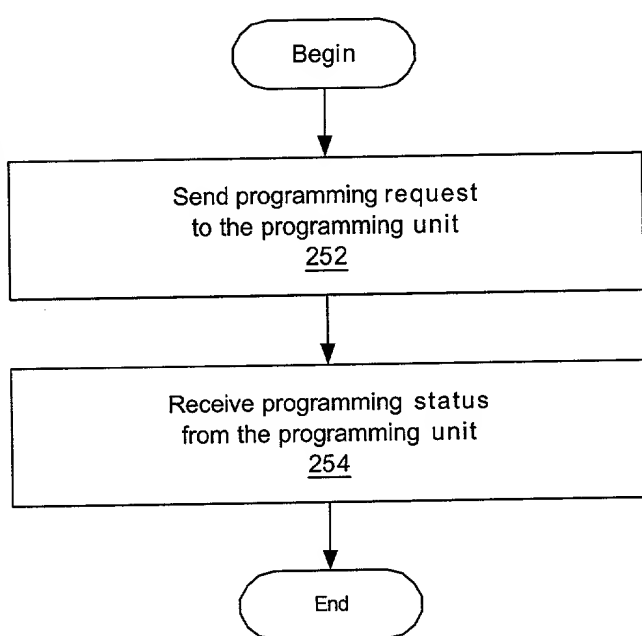 Begin
Send programming request
to the programming unit
252
Receive programming status
from the programming unit
254
End